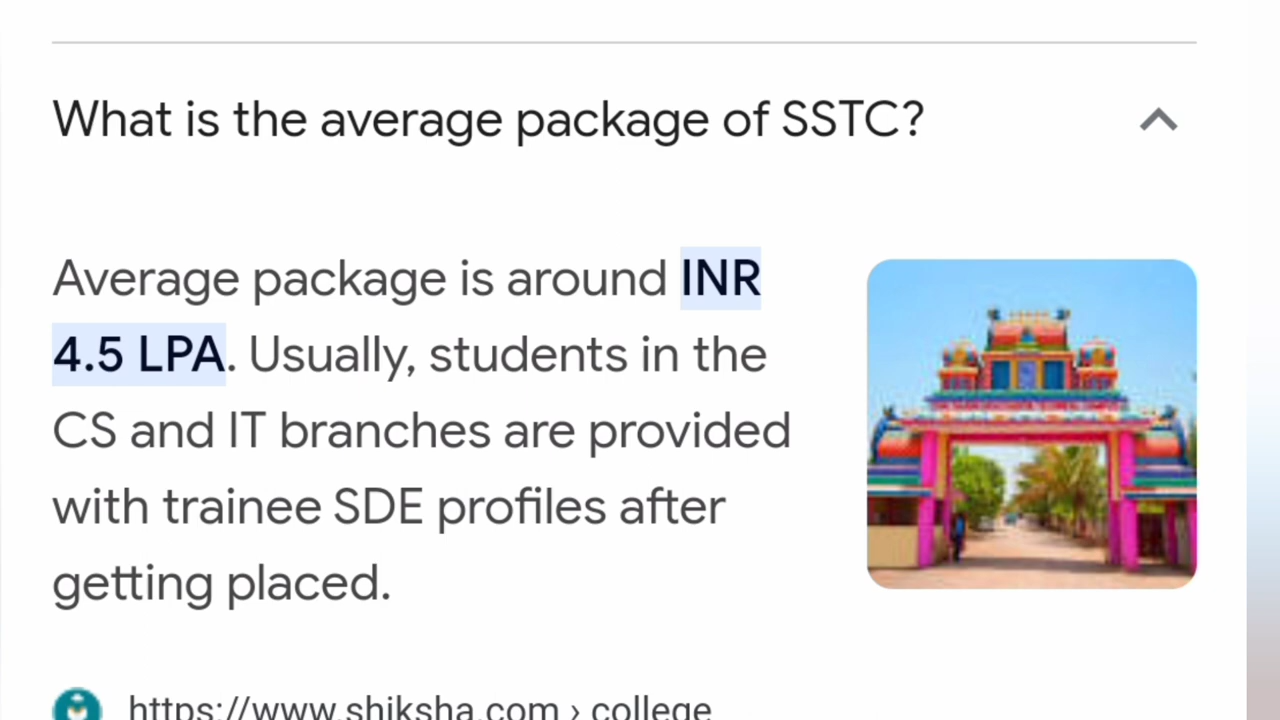 What is the average package of SSTC?
Average package is around INR
4.5 LPA. Usually, students in the
CS and IT branches are provided
with trainee SDE profiles after
getting placed.
https://www.shiksha.com › college